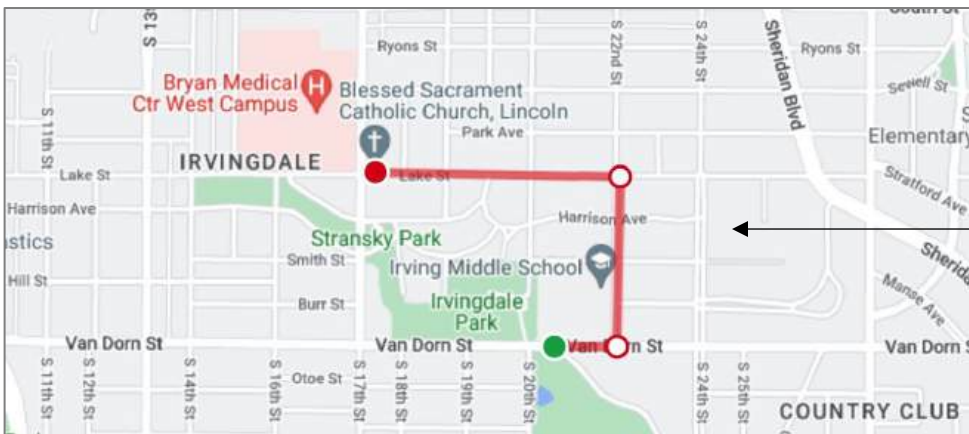 South St
S 13
Ryons St
S 22nd St
S 24th St
Sheridan Blvd
Ryons St
Bryan Medical
Ctr West Campus
H
Blessed Sacrament
Catholic Church, Lincoln
Sewell St
S 11th St
Park Ave
Elementary
IRVINGDALE
Lake St
Lake St
Stratford Ave
Harrison Ave
Harrison Ave
stics
Stransky Park
Smith St
Irving Middle School
Sherida
Hill St
Manse Ave
Burr St
Irvingdale
Park
Van Dorn St
Van Dorn St
Van Dorn St
Van Dorn S
S 11th St
S 12th St
S 14th St
S 16th St
S 17th St
S 18th St
S 19th St
S 20th St
S 24th St
S 25th St
Otoe St
COUNTRY CLUB